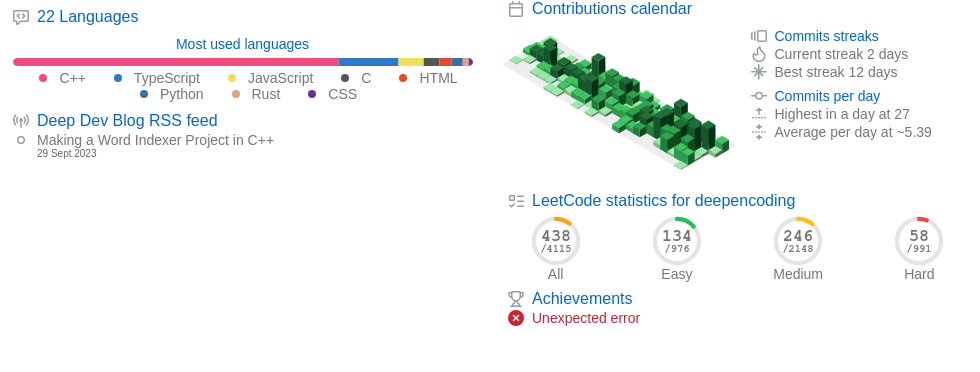 22 Languages
Most used languages
C++ TypeScript JavaScript C HTML
Python Rust CSS
Deep Dev Blog RSS feed
Making a Word Indexer Project in C++
29 Sept 2023
Contributions calendar
Commits streaks
Current streak 2 days
Best streak 12 days
Commits per day
Highest in a day at 27
Average per day at ~5.39
LeetCode statistics for deepencoding
438 134 246 58
/4115 /976 /2148 /991
All Easy Medium Hard
Achievements
Unexpected error